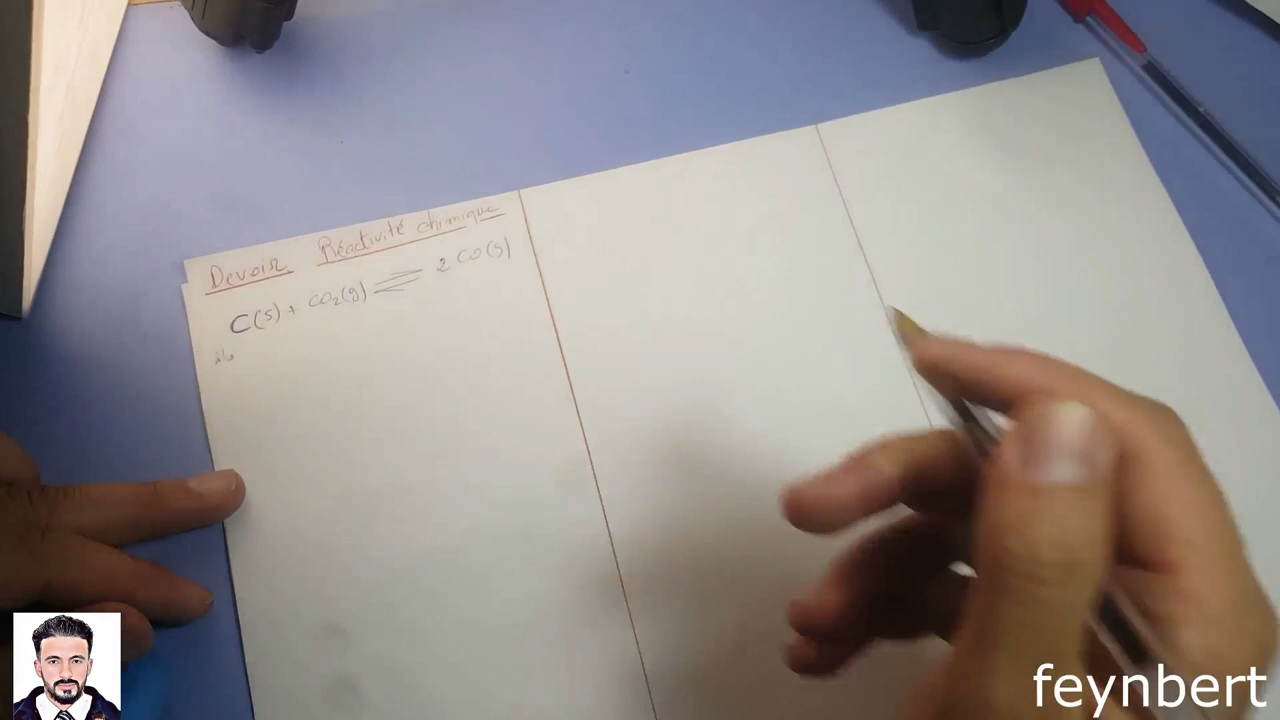 Devoir. Réactivité chimique
C(s) + CO₂(g) ⇌ 2 CO(g)
feynbert